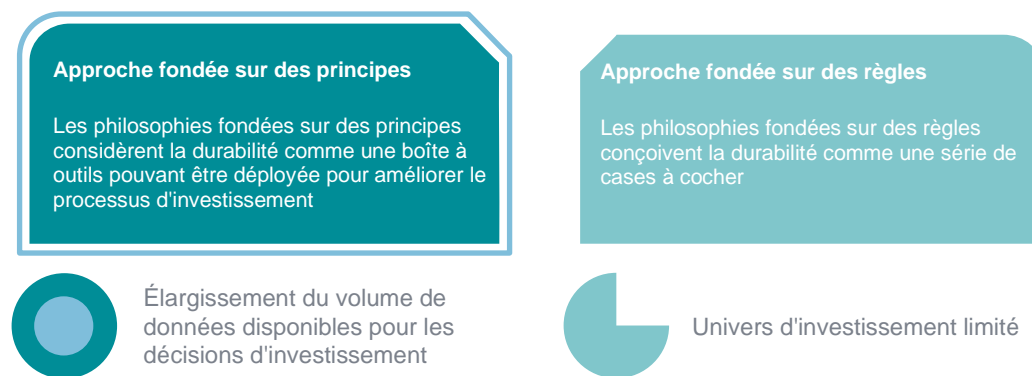 Approche fondée sur des principes
Les philosophies fondées sur des principes
considèrent la durabilité comme une boîte à
outils pouvant être déployée pour améliorer le
processus d'investissement
Approche fondée sur des règles
Les philosophies fondées sur des règles
conçoivent la durabilité comme une série de
cases à cocher
Élargissement du volume de
données disponibles pour les
décisions d'investissement
Univers d'investissement limité